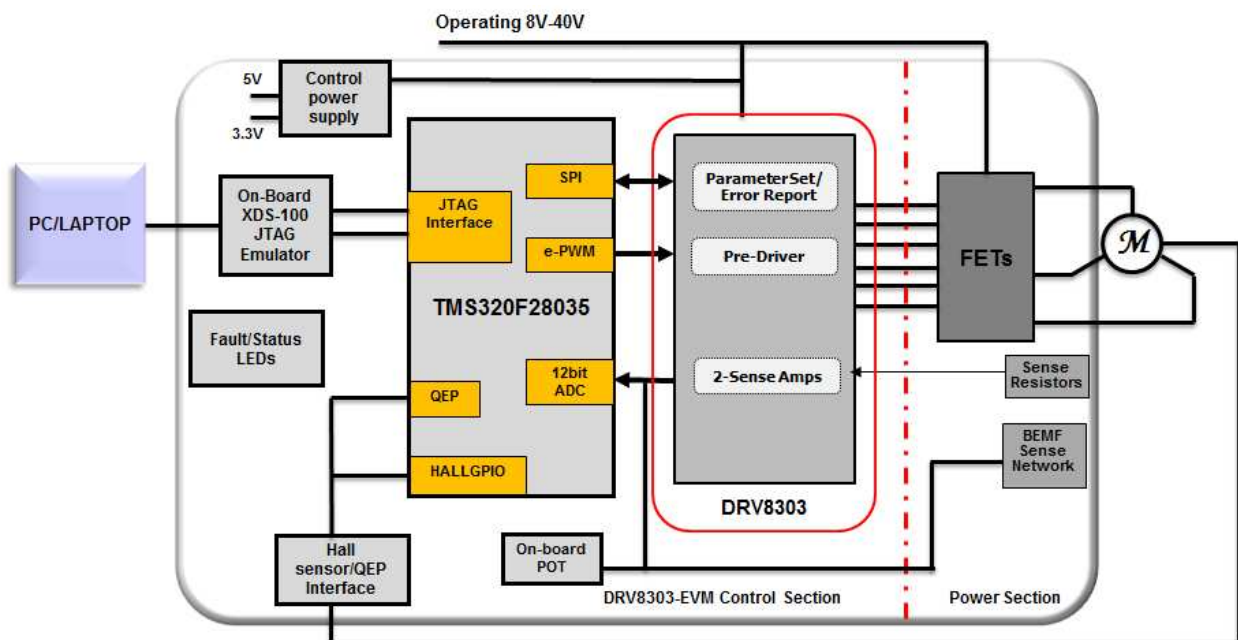 Operating 8V-40V
5V
3.3V
Control
power
supply
PC/LAPTOP
On-Board
XDS-100
JTAG
Emulator
JTAG
Interface
SPI
e-PWM
TMS320F28035
12bit
ADC
QEP
HALLGPIO
Fault/Status
LEDs
Hall
sensor/QEP
Interface
ParameterSet/
Error Report
Pre-Driver
2-Sense Amps
DRV8303
FETs
M
Sense
Resistors
BEMF
Sense
Network
On-board
POT
DRV8303-EVM Control Section
Power Section